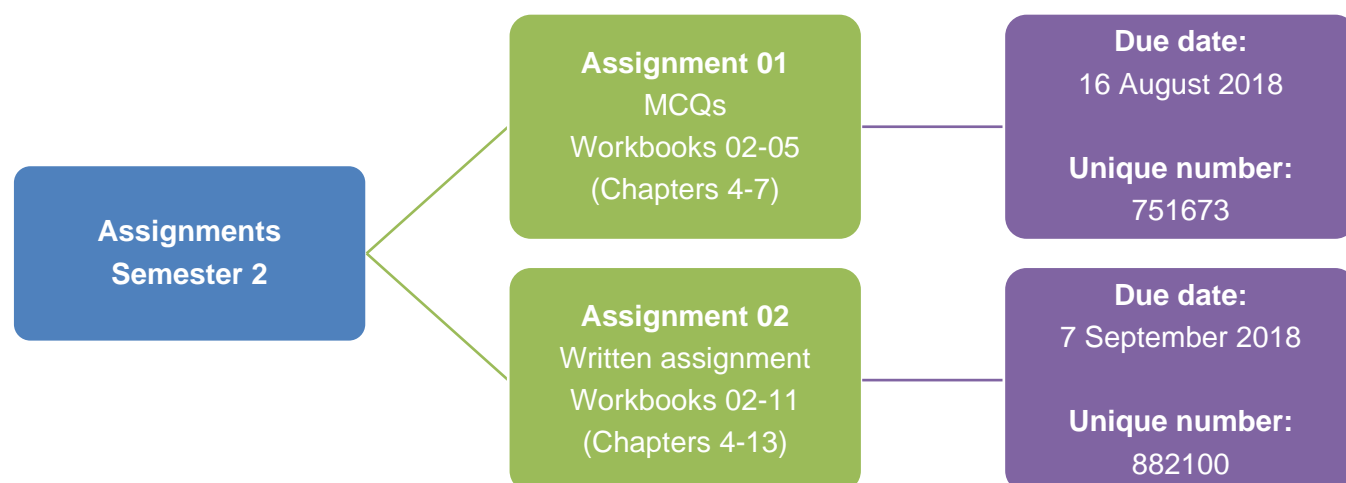 Assignments
Semester 2
Assignment 01
MCQs
Workbooks 02-05
(Chapters 4-7)
Due date:
16 August 2018
Unique number:
751673
Assignment 02
Written assignment
Workbooks 02-11
(Chapters 4-13)
Due date:
7 September 2018
Unique number:
882100